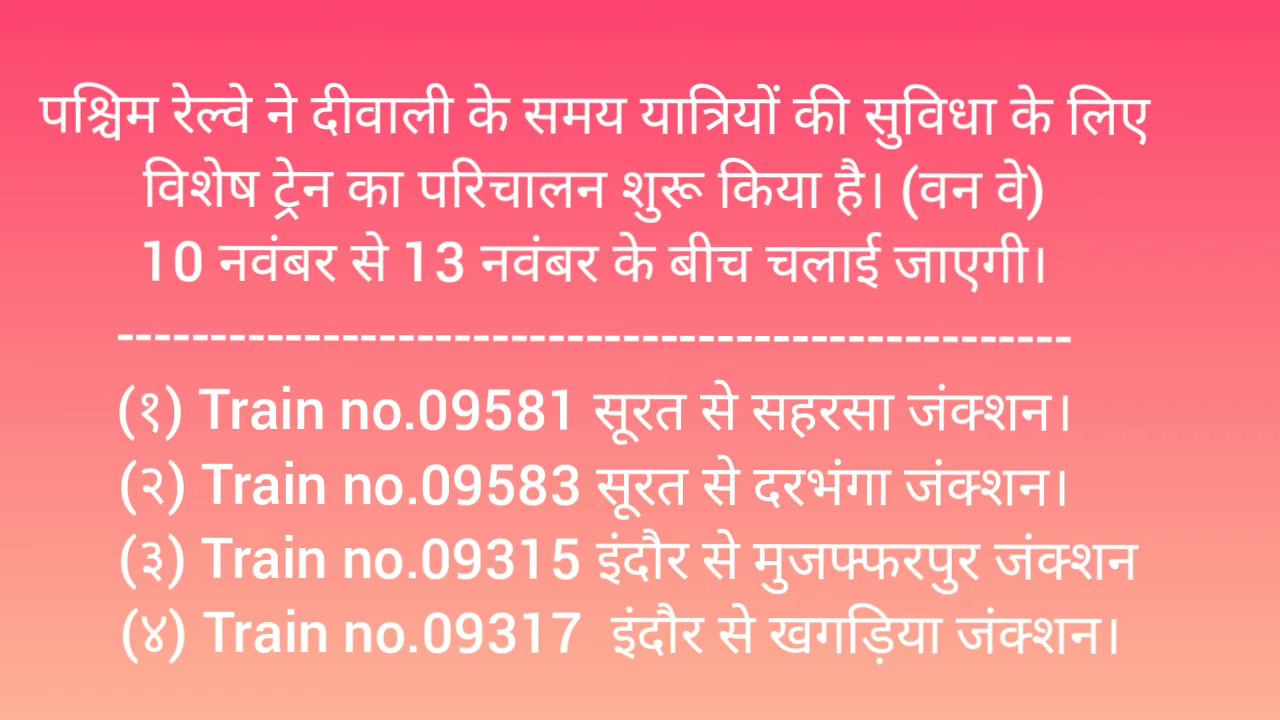 पश्चिम रेल्वे ने दीवाली के समय यात्रियों की सुविधा के लिए
विशेष ट्रेन का परिचालन शुरू किया है। (वन वे)
10 नवंबर से 13 नवंबर के बीच चलाई जाएगी।
----------------------------------------------------
(१) Train no.09581 सूरत से सहरसा जंक्शन।
(२) Train no.09583 सूरत से दरभंगा जंक्शन।
(३) Train no.09315 इंदौर से मुजफ्फरपुर जंक्शन
(४) Train no.09317 इंदौर से खगड़िया जंक्शन।